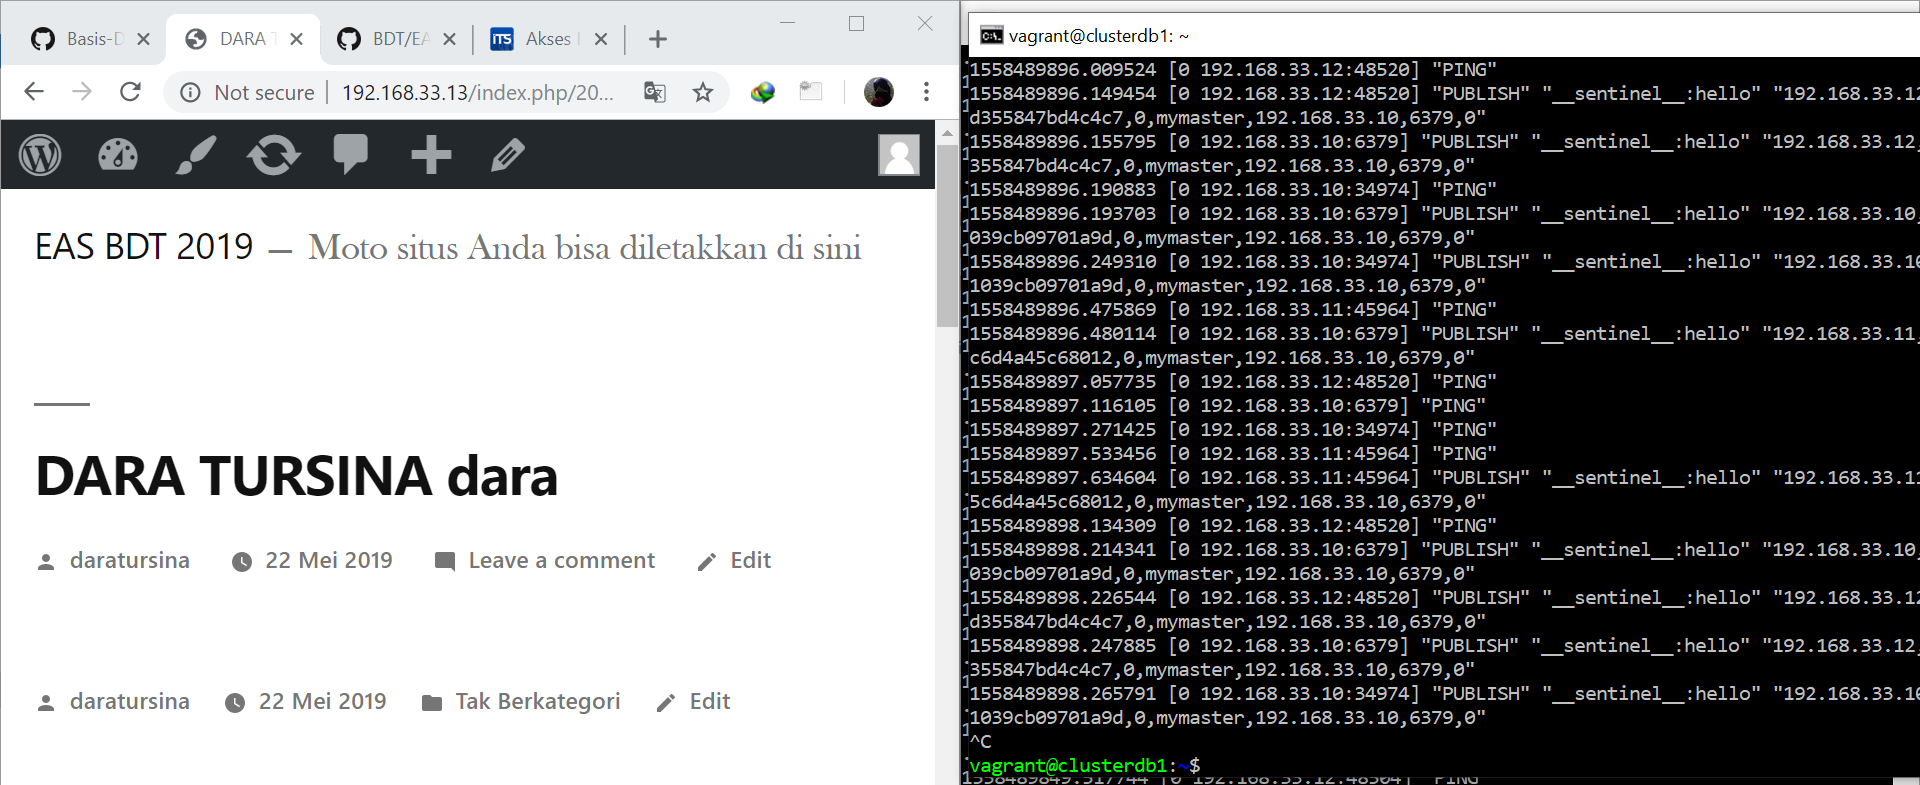 Basis-D
DARA T
BDT/EA
ITS
Akses
Not secure
192.168.33.13/index.php/20...
EAS BDT 2019 — Moto situs Anda bisa diletakkan di sini
DARA TURSINA dara
daratursina 22 Mei 2019 Leave a comment Edit
daratursina 22 Mei 2019 Tak Berkategori Edit
vagrant@clusterdb1: ~
1558489896.009524 [0 192.168.33.12:48520] "PING"
1558489896.149454 [0 192.168.33.12:48520] "PUBLISH" "__sentinel__:hello" "192.168.33.12
d355847bd4c4c7,0,mymaster,192.168.33.10,6379,0"
1558489896.155795 [0 192.168.33.10:6379] "PUBLISH" "__sentinel__:hello" "192.168.33.12,
355847bd4c4c7,0,mymaster,192.168.33.10,6379,0"
1558489896.190883 [0 192.168.33.10:34974] "PING"
1558489896.193703 [0 192.168.33.10:6379] "PUBLISH" "__sentinel__:hello" "192.168.33.10,
039cb09701a9d,0,mymaster,192.168.33.10,6379,0"
1558489896.249310 [0 192.168.33.10:34974] "PUBLISH" "__sentinel__:hello" "192.168.33.10
1039cb09701a9d,0,mymaster,192.168.33.10,6379,0"
1558489896.475869 [0 192.168.33.11:45964] "PING"
1558489896.480114 [0 192.168.33.10:6379] "PUBLISH" "__sentinel__:hello" "192.168.33.11,
c6d4a45c68012,0,mymaster,192.168.33.10,6379,0"
1558489897.057735 [0 192.168.33.12:48520] "PING"
1558489897.116105 [0 192.168.33.10:6379] "PING"
1558489897.271425 [0 192.168.33.10:34974] "PING"
1558489897.533456 [0 192.168.33.11:45964] "PING"
1558489897.634604 [0 192.168.33.11:45964] "PUBLISH" "__sentinel__:hello" "192.168.33.11
5c6d4a45c68012,0,mymaster,192.168.33.10,6379,0"
1558489898.134309 [0 192.168.33.12:48520] "PING"
1558489898.214341 [0 192.168.33.10:6379] "PUBLISH" "__sentinel__:hello" "192.168.33.10,
039cb09701a9d,0,mymaster,192.168.33.10,6379,0"
1558489898.226544 [0 192.168.33.12:48520] "PUBLISH" "__sentinel__:hello" "192.168.33.12
d355847bd4c4c7,0,mymaster,192.168.33.10,6379,0"
1558489898.247885 [0 192.168.33.10:6379] "PUBLISH" "__sentinel__:hello" "192.168.33.12,
355847bd4c4c7,0,mymaster,192.168.33.10,6379,0"
1558489898.265791 [0 192.168.33.10:34974] "PUBLISH" "__sentinel__:hello" "192.168.33.10
1039cb09701a9d,0,mymaster,192.168.33.10,6379,0"
^C
vagrant@clusterdb1:~$